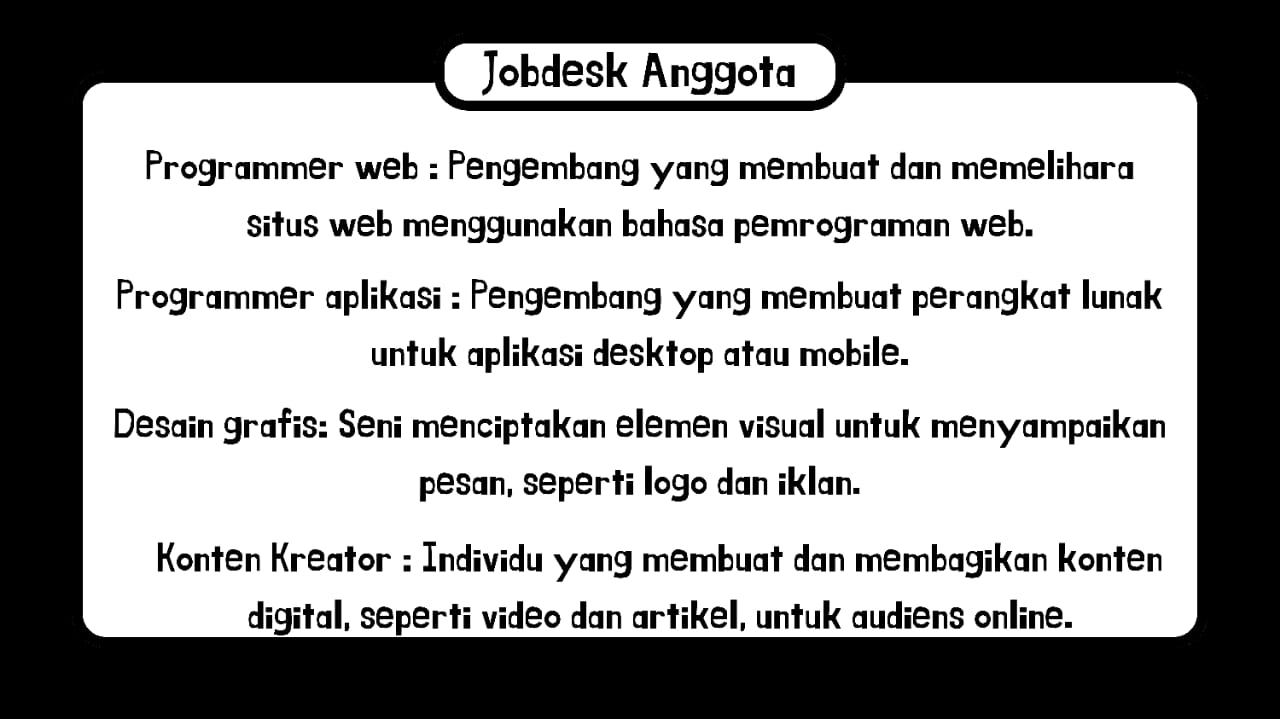 Jobdesk Anggota
Programmer web : Pengembang yang membuat dan memelihara
situs web menggunakan bahasa pemrograman web.
Programmer aplikasi : Pengembang yang membuat perangkat lunak
untuk aplikasi desktop atau mobile.
Desain grafis: Seni menciptakan elemen visual untuk menyampaikan
pesan, seperti logo dan iklan.
Konten Kreator : Individu yang membuat dan membagikan konten
digital, seperti video dan artikel, untuk audiens online.